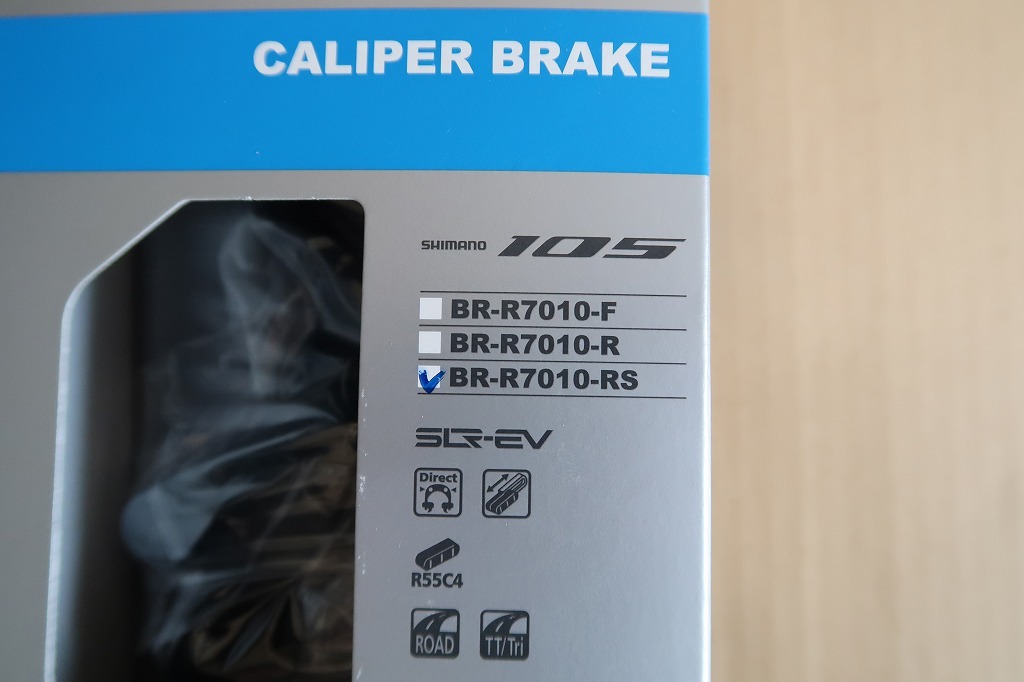 CALIPER BRAKE
SHIMANO 105
BR-R7010-F
BR-R7010-R
BR-R7010-RS
SLR-EV
Direct
R55C4
ROAD TT/Tri